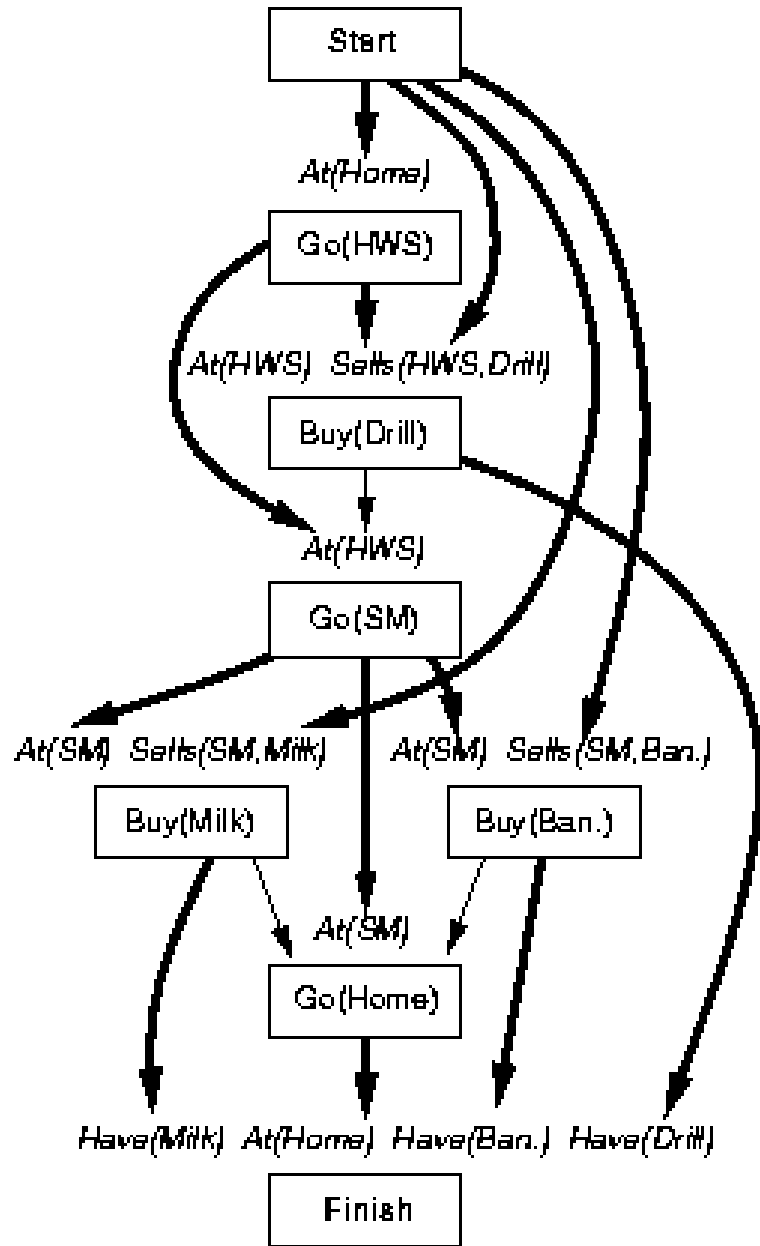 Start
At(Home)
Go(HWS)
At(HWS) Sells(HWS,Drill)
Buy(Drill)
At(HWS)
Go(SM)
At(SM) Sells(SM,Milk) At(SM) Sells(SM,Ban.)
Buy(Milk) Buy(Ban.)
At(SM)
Go(Home)
Have(Milk) At(Home) Have(Ban.) Have(Drill)
Finish